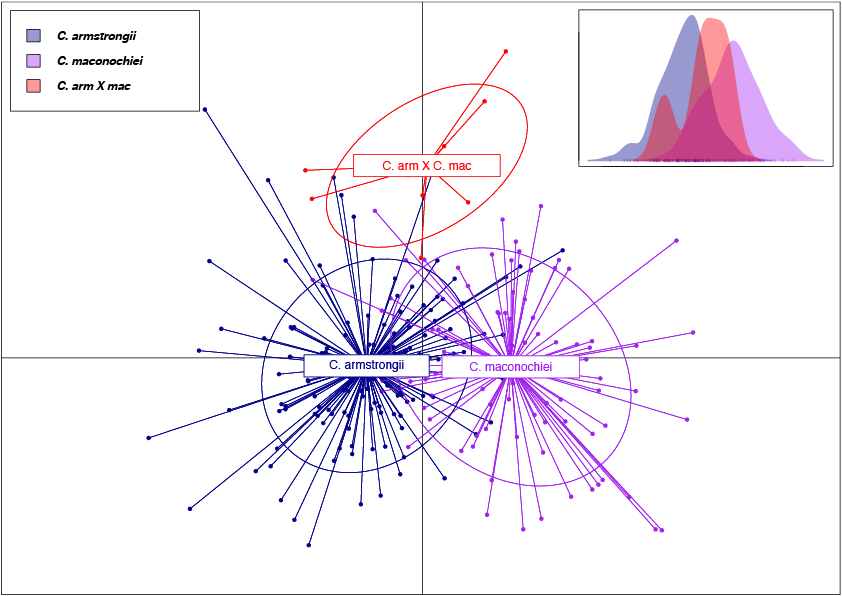 C. armstrongii
C. maconochiei
C. arm X mac
C. arm X C. mac
C. armstrongii
C. maconochiei